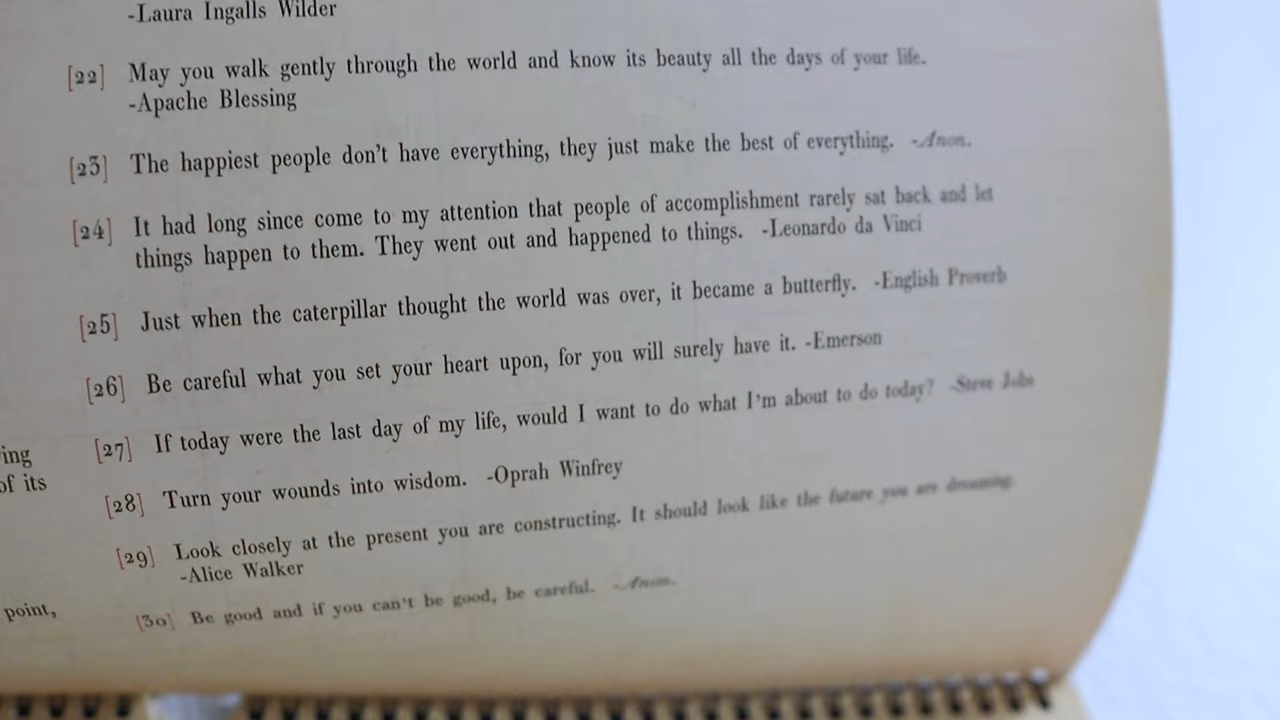 -Laura Ingalls Wilder
[22] May you walk gently through the world and know its beauty all the days of your life.
-Apache Blessing
[23] The happiest people don't have everything, they just make the best of everything. -Anon.
[24] It had long since come to my attention that people of accomplishment rarely sat back and let
things happen to them. They went out and happened to things. -Leonardo da Vinci
[25] Just when the caterpillar thought the world was over, it became a butterfly. -English Proverb
[26] Be careful what you set your heart upon, for you will surely have it. -Emerson
[27] If today were the last day of my life, would I want to do what I'm about to do today? -Steve Jobs
[28] Turn your wounds into wisdom. -Oprah Winfrey
[29] Look closely at the present you are constructing. It should look like the future you are dreaming.
-Alice Walker
[30] Be good and if you can't be good, be careful. -Anon.
ing
of its
point,